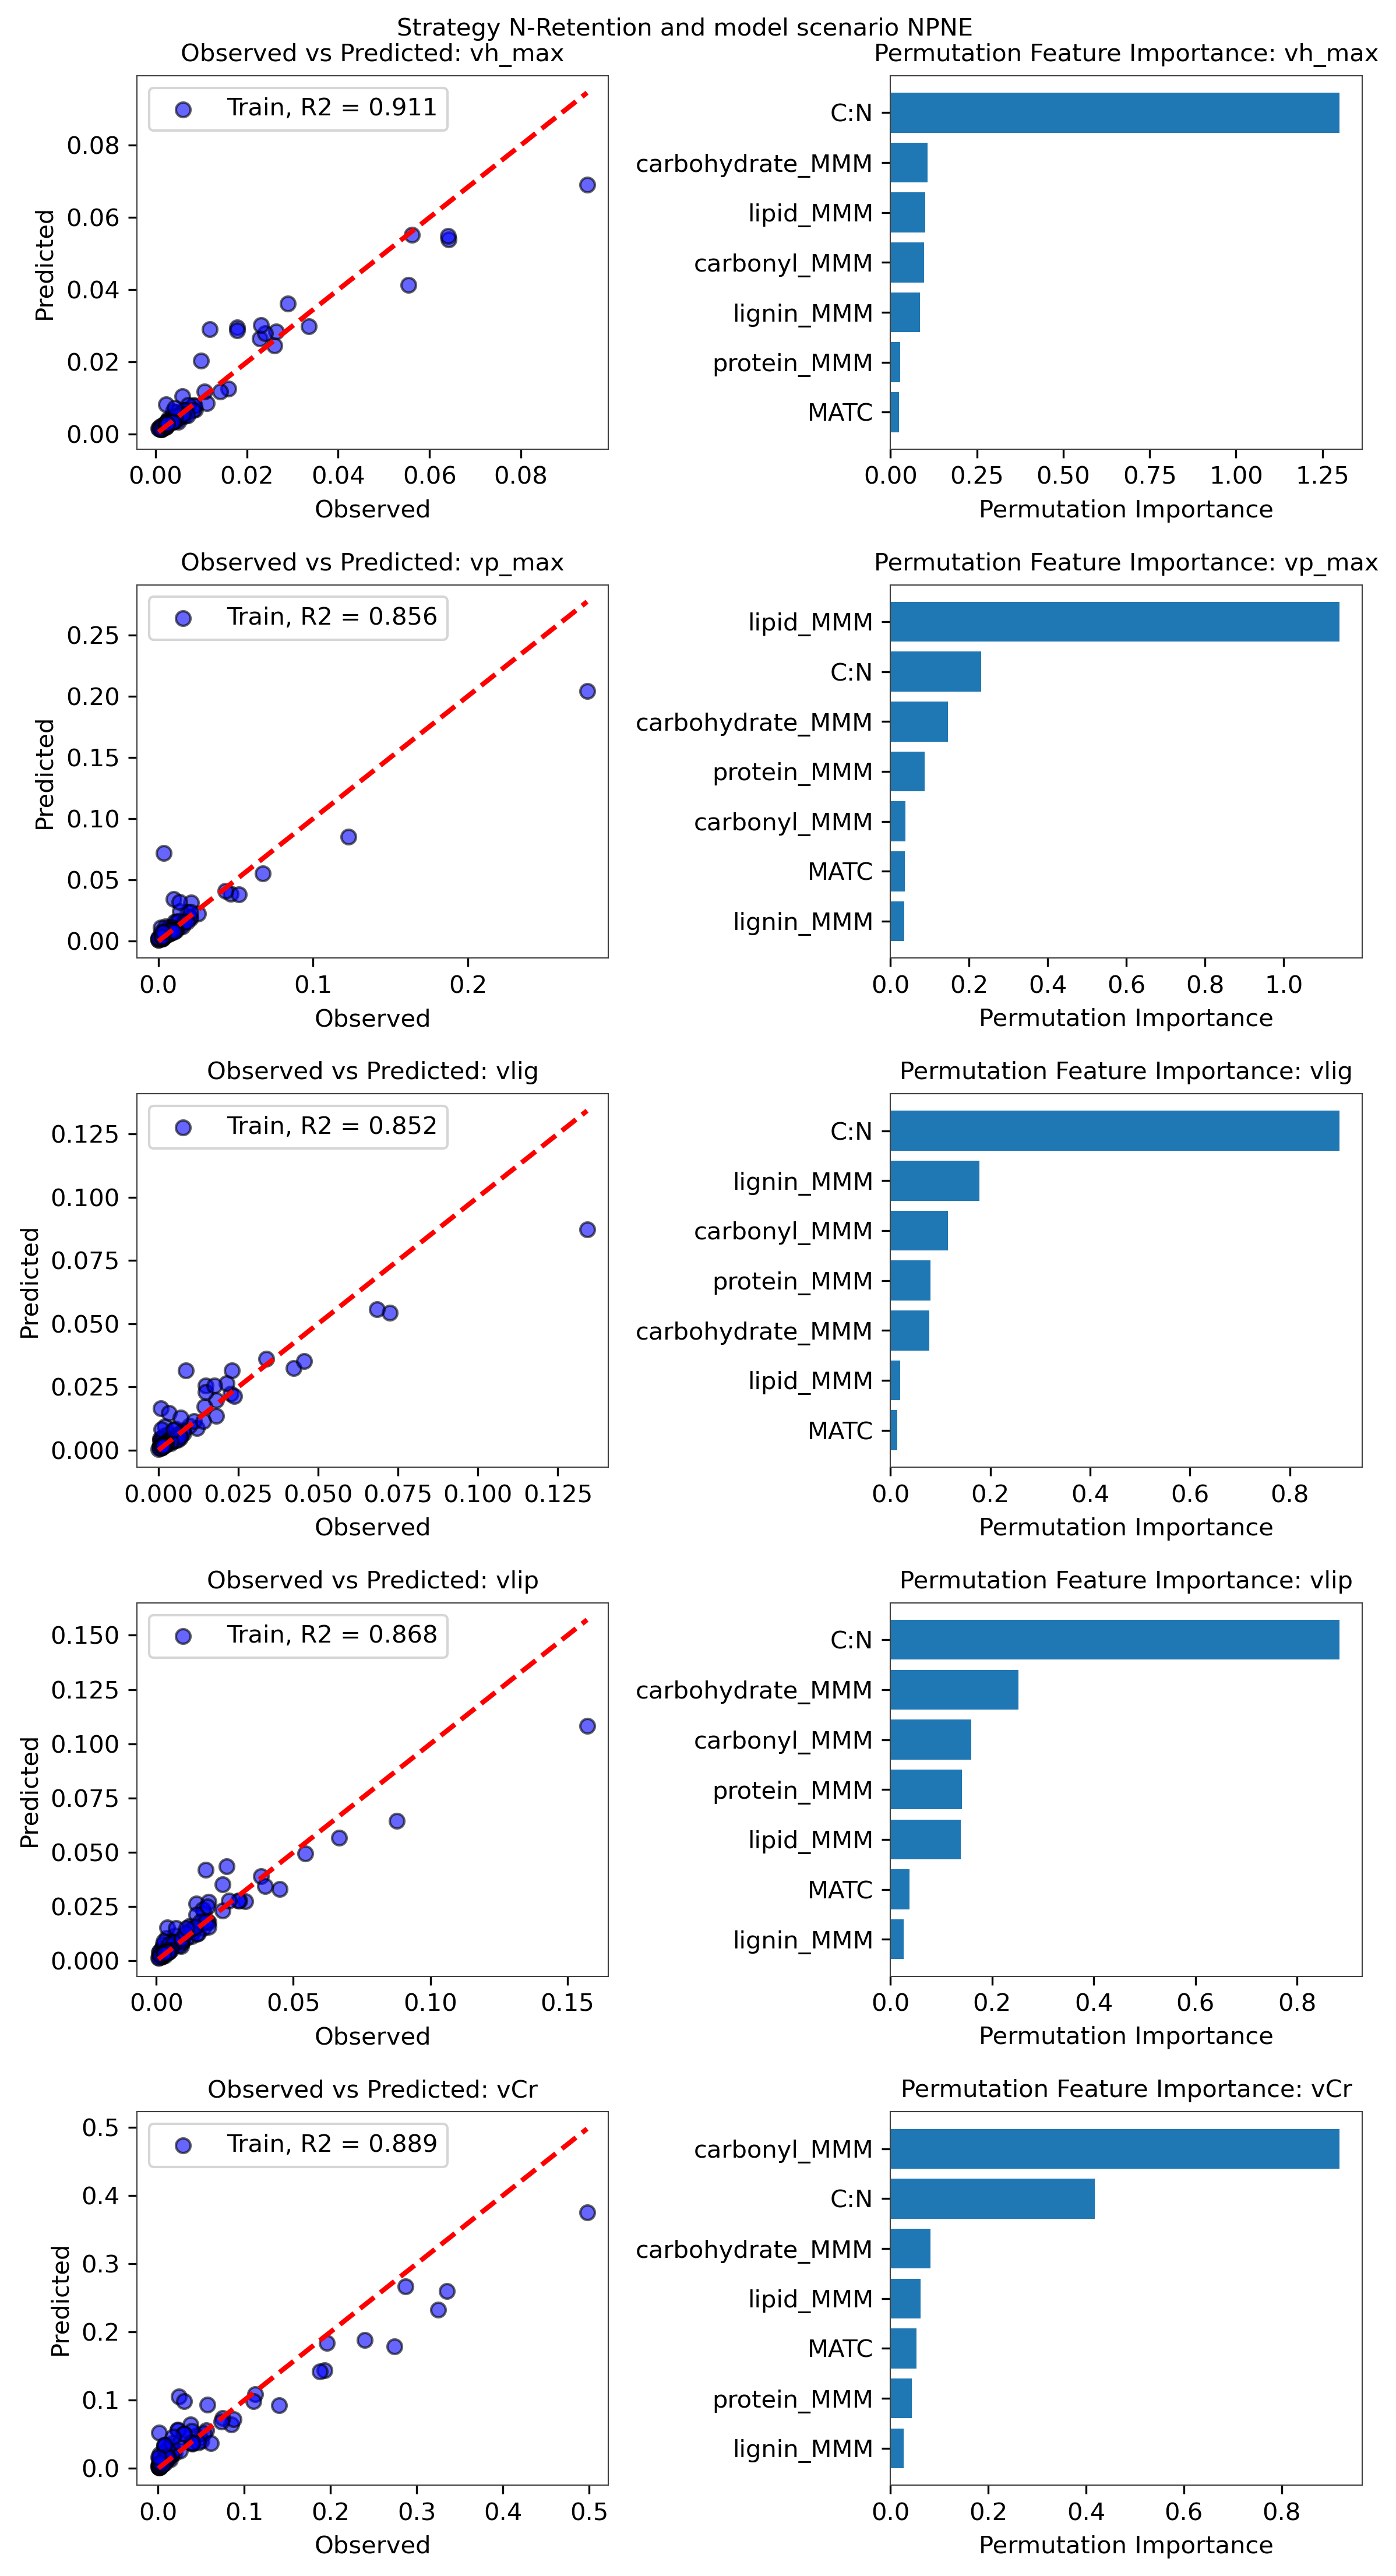 Strategy N-Retention and model scenario NPNE
Observed vs Predicted: vh_max
Train, R2 = 0.911
0.08
0.06
0.04
0.02
0.00
Predicted
0.00 0.02 0.04 0.06 0.08
Observed
Permutation Feature Importance: vh_max
C:N
carbohydrate_MMM
lipid_MMM
carbonyl_MMM
lignin_MMM
protein_MMM
MATC
0.00 0.25 0.50 0.75 1.00 1.25
Permutation Importance
Observed vs Predicted: vp_max
Train, R2 = 0.856
0.25
0.20
0.15
0.10
0.05
0.00
Predicted
0.0 0.1 0.2
Observed
Permutation Feature Importance: vp_max
lipid_MMM
C:N
carbohydrate_MMM
protein_MMM
carbonyl_MMM
MATC
lignin_MMM
0.0 0.2 0.4 0.6 0.8 1.0
Permutation Importance
Observed vs Predicted: vlig
Train, R2 = 0.852
0.125
0.100
0.075
0.050
0.025
0.000
Predicted
0.000 0.025 0.050 0.075 0.100 0.125
Observed
Permutation Feature Importance: vlig
C:N
lignin_MMM
carbonyl_MMM
protein_MMM
carbohydrate_MMM
lipid_MMM
MATC
0.0 0.2 0.4 0.6 0.8
Permutation Importance
Observed vs Predicted: vlip
Train, R2 = 0.868
0.150
0.125
0.100
0.075
0.050
0.025
0.000
Predicted
0.00 0.05 0.10 0.15
Observed
Permutation Feature Importance: vlip
C:N
carbohydrate_MMM
carbonyl_MMM
protein_MMM
lipid_MMM
MATC
lignin_MMM
0.0 0.2 0.4 0.6 0.8
Permutation Importance
Observed vs Predicted: vCr
Train, R2 = 0.889
0.5
0.4
0.3
0.2
0.1
0.0
Predicted
0.0 0.1 0.2 0.3 0.4 0.5
Observed
Permutation Feature Importance: vCr
carbonyl_MMM
C:N
carbohydrate_MMM
lipid_MMM
MATC
protein_MMM
lignin_MMM
0.0 0.2 0.4 0.6 0.8
Permutation Importance